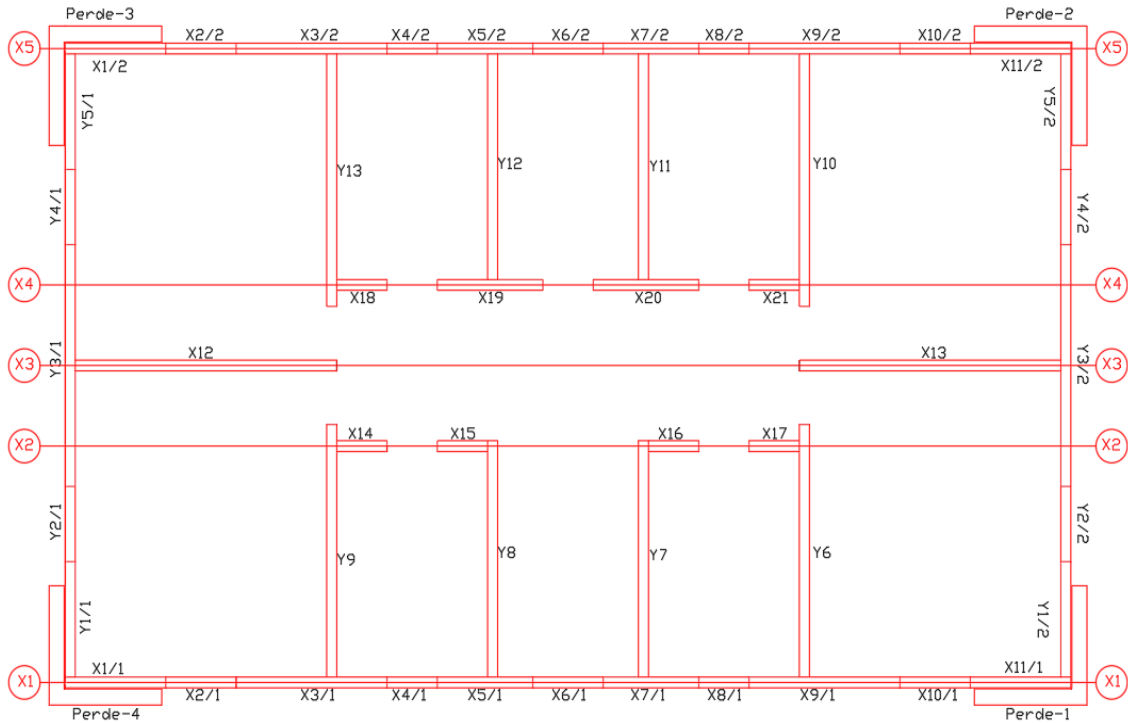 Perde-3
Perde-2
X2/2 X3/2 X4/2 X5/2 X6/2 X7/2 X8/2 X9/2 X10/2
X5 X5
X1/2 X11/2
Y5/1 Y5/2
Y13 Y12 Y11 Y10
Y4/1 Y4/2
X4 X4
X18 X19 X20 X21
X12 X13
X3 X3
Y3/1 Y3/2
X14 X15 X16 X17
X2 X2
Y2/1 Y2/2
Y9 Y8 Y7 Y6
Y1/1 Y1/2
X1/1 X11/1
X1 X1
X2/1 X3/1 X4/1 X5/1 X6/1 X7/1 X8/1 X9/1 X10/1
Perde-4
Perde-1